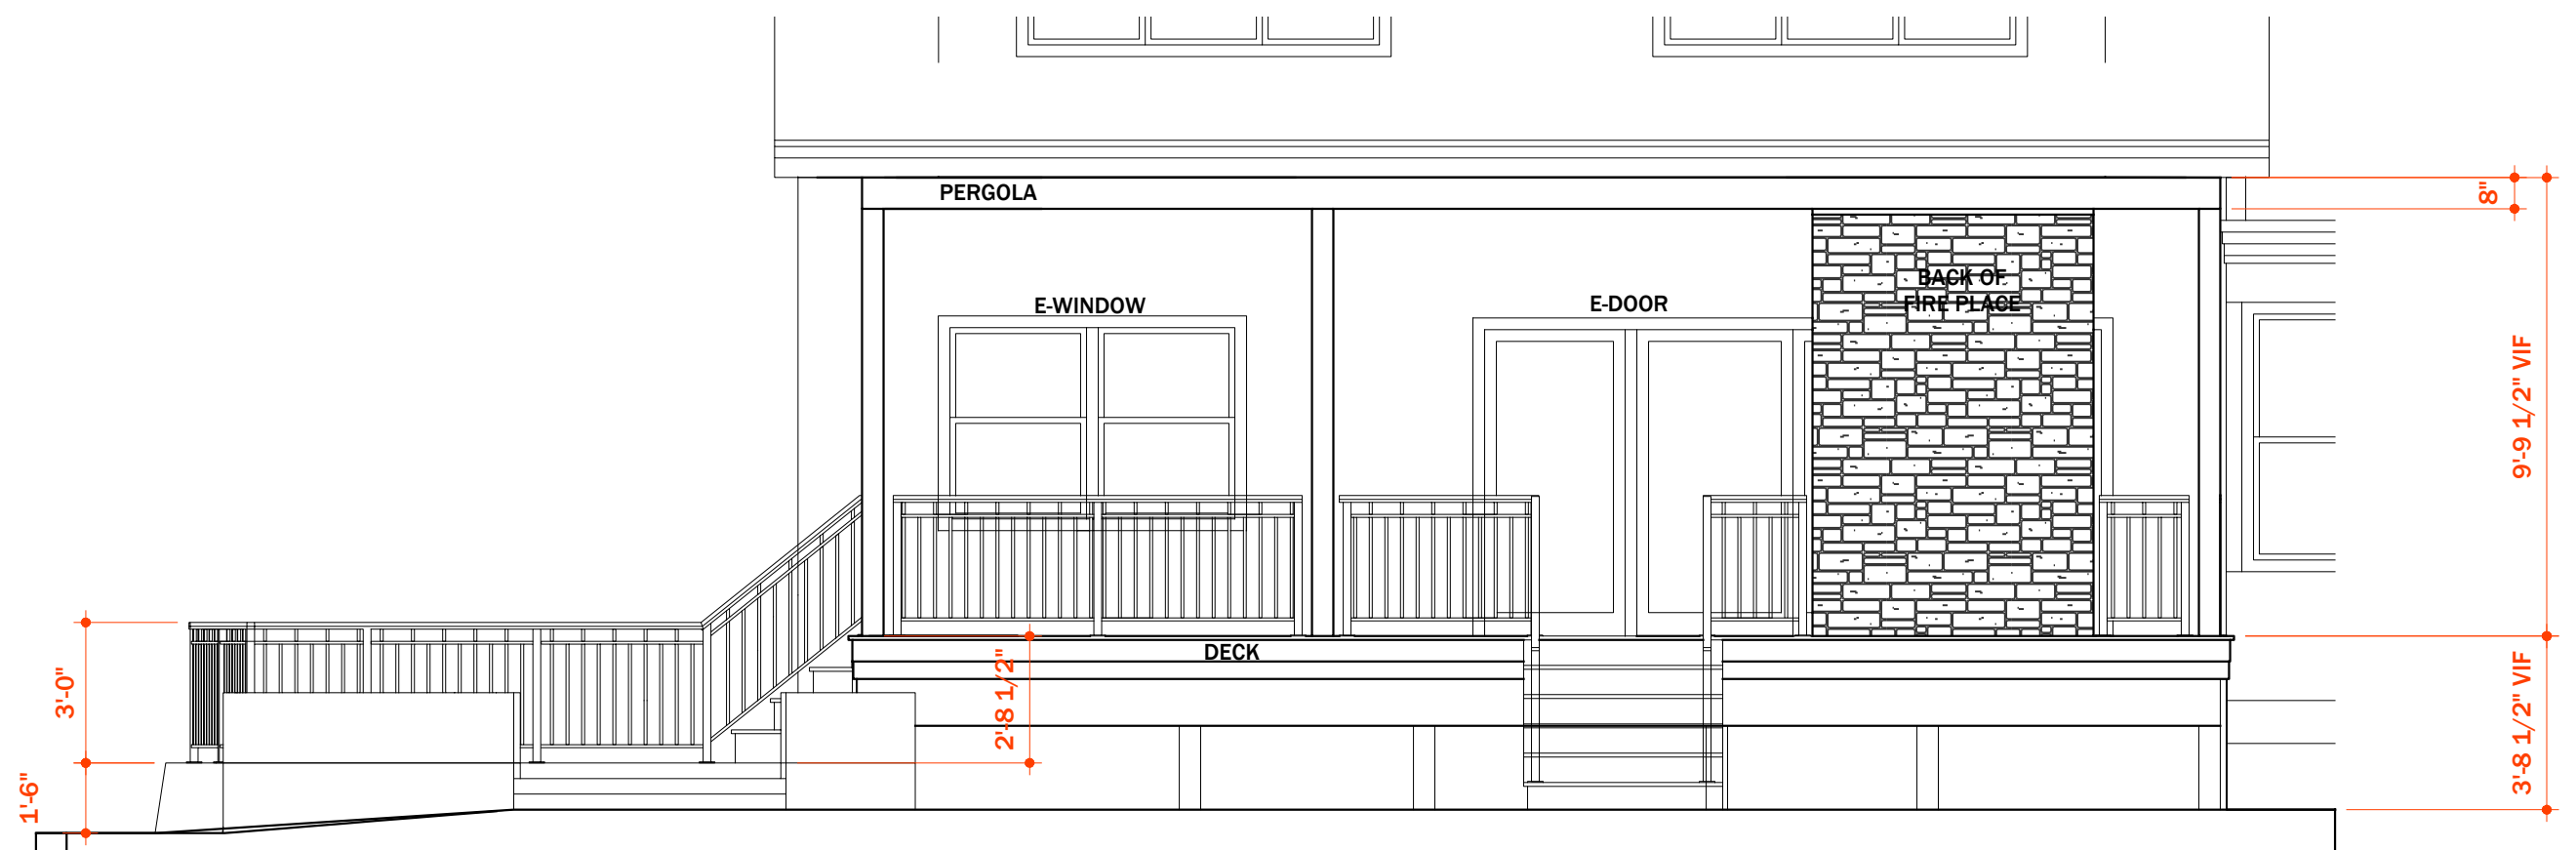 PERGOLA
8"
BACK OF
FIRE PLACE
E-WINDOW
E-DOOR
9'-9 1/2" VIF
DECK
3'-0"
2'-8 1/2"
3'-8 1/2" VIF
1'-6"